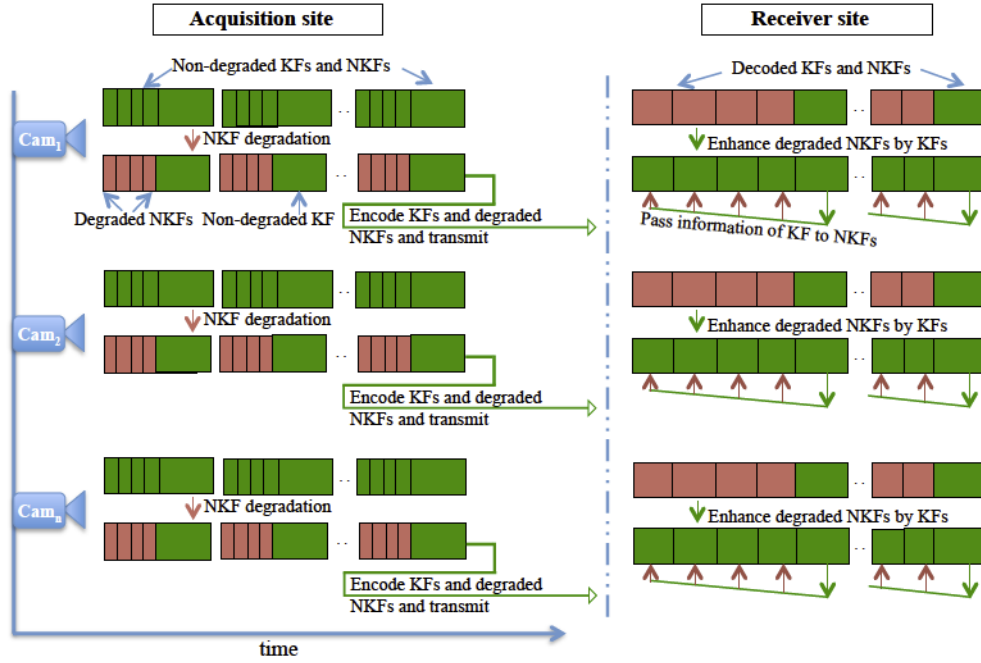 Acquisition site
Receiver site
Non-degraded KFs and NKFs
Decoded KFs and NKFs
Cam1
NKF degradation
Enhance degraded NKFs by KFs
Degraded NKFs
Non-degraded KF
Encode KFs and degraded
NKFs and transmit
Pass information of KF to NKFs
Cam2
NKF degradation
Enhance degraded NKFs by KFs
Encode KFs and degraded
NKFs and transmit
Camn
NKF degradation
Enhance degraded NKFs by KFs
Encode KFs and degraded
NKFs and transmit
time